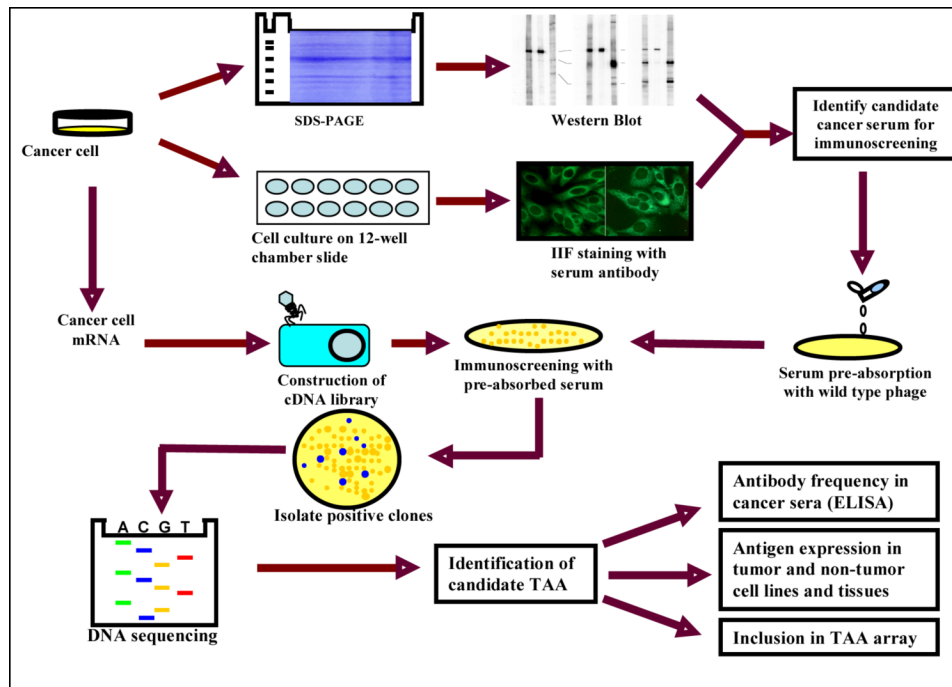 SDS-PAGE
Western Blot
Identify candidate
cancer serum for
immunoscreening
Cancer cell
Cell culture on 12-well
chamber slide
IIF staining with
serum antibody
Cancer cell
mRNA
Construction of
cDNA library
Immunoscreening with
pre-absorbed serum
Serum pre-absorption
with wild type phage
Isolate positive clones
A C G T
DNA sequencing
Identification of
candidate TAA
Antibody frequency in
cancer sera (ELISA)
Antigen expression in
tumor and non-tumor
cell lines and tissues
Inclusion in TAA array